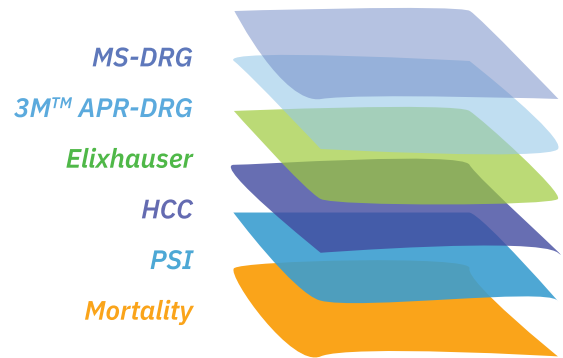 MS-DRG
3M™ APR-DRG
Elixhauser
HCC
PSI
Mortality